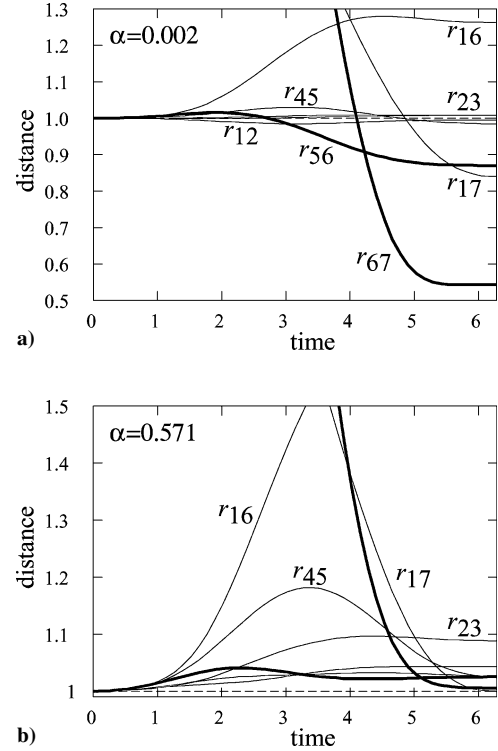 1.3
α=0.002
r16
1.2
1.1
r45
r23
1.0
r12
r56
0.9
r17
0.8
0.7
r67
0.6
0.5
distance
0 1 2 3 4 5 6
a) time
1.5
α=0.571
1.4
r16
r17
1.3
1.2
r45
r23
1.1
1
distance
0 1 2 3 4 5 6
b) time